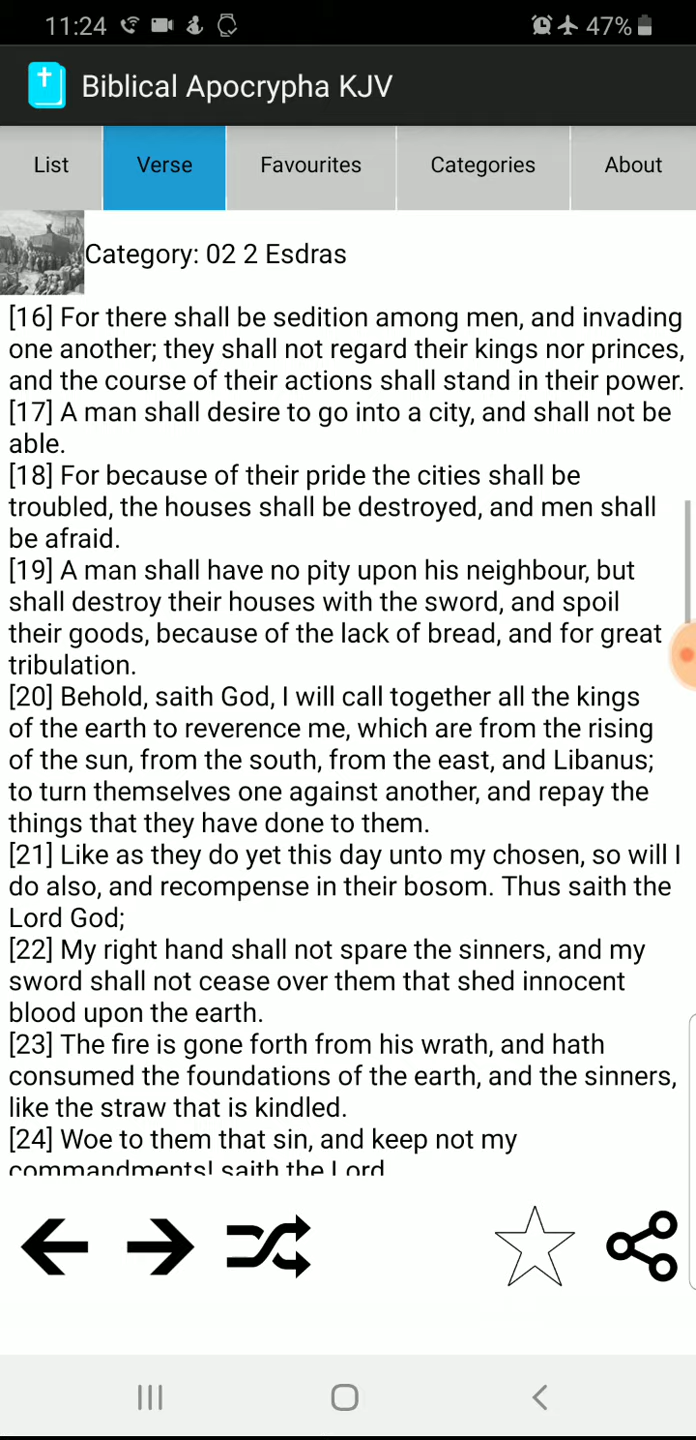 11:24
47%
Biblical Apocrypha KJV
List
Verse
Favourites
Categories
About
Category: 02 2 Esdras
[16] For there shall be sedition among men, and invading
one another; they shall not regard their kings nor princes,
and the course of their actions shall stand in their power.
[17] A man shall desire to go into a city, and shall not be
able.
[18] For because of their pride the cities shall be
troubled, the houses shall be destroyed, and men shall
be afraid.
[19] A man shall have no pity upon his neighbour, but
shall destroy their houses with the sword, and spoil
their goods, because of the lack of bread, and for great
tribulation.
[20] Behold, saith God, I will call together all the kings
of the earth to reverence me, which are from the rising
of the sun, from the south, from the east, and Libanus;
to turn themselves one against another, and repay the
things that they have done to them.
[21] Like as they do yet this day unto my chosen, so will I
do also, and recompense in their bosom. Thus saith the
Lord God;
[22] My right hand shall not spare the sinners, and my
sword shall not cease over them that shed innocent
blood upon the earth.
[23] The fire is gone forth from his wrath, and hath
consumed the foundations of the earth, and the sinners,
like the straw that is kindled.
[24] Woe to them that sin, and keep not my
commandments! saith the Lord